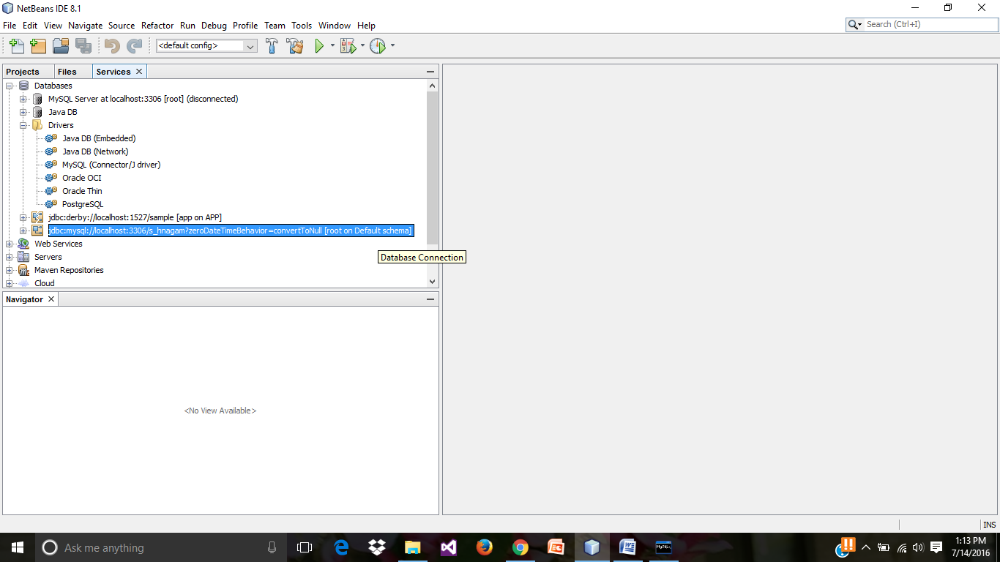 NetBeans IDE 8.1
File Edit View Navigate Source Refactor Run Debug Profile Team Tools Window Help
Search (Ctrl+I)
<default config>
Projects Files Services
Databases
MySQL Server at localhost:3306 [root] (disconnected)
Java DB
Drivers
Java DB (Embedded)
Java DB (Network)
MySQL (Connector/J driver)
Oracle OCI
Oracle Thin
PostgreSQL
jdbc:derby://localhost:1527/sample [app on APP]
jdbc:mysql://localhost:3306/s_hnagam?zeroDateTimeBehavior=convertToNull [root on Default schema]
Web Services
Database Connection
Servers
Maven Repositories
Cloud
Navigator
<No View Available>
INS
Ask me anything
1:13 PM
7/14/2016